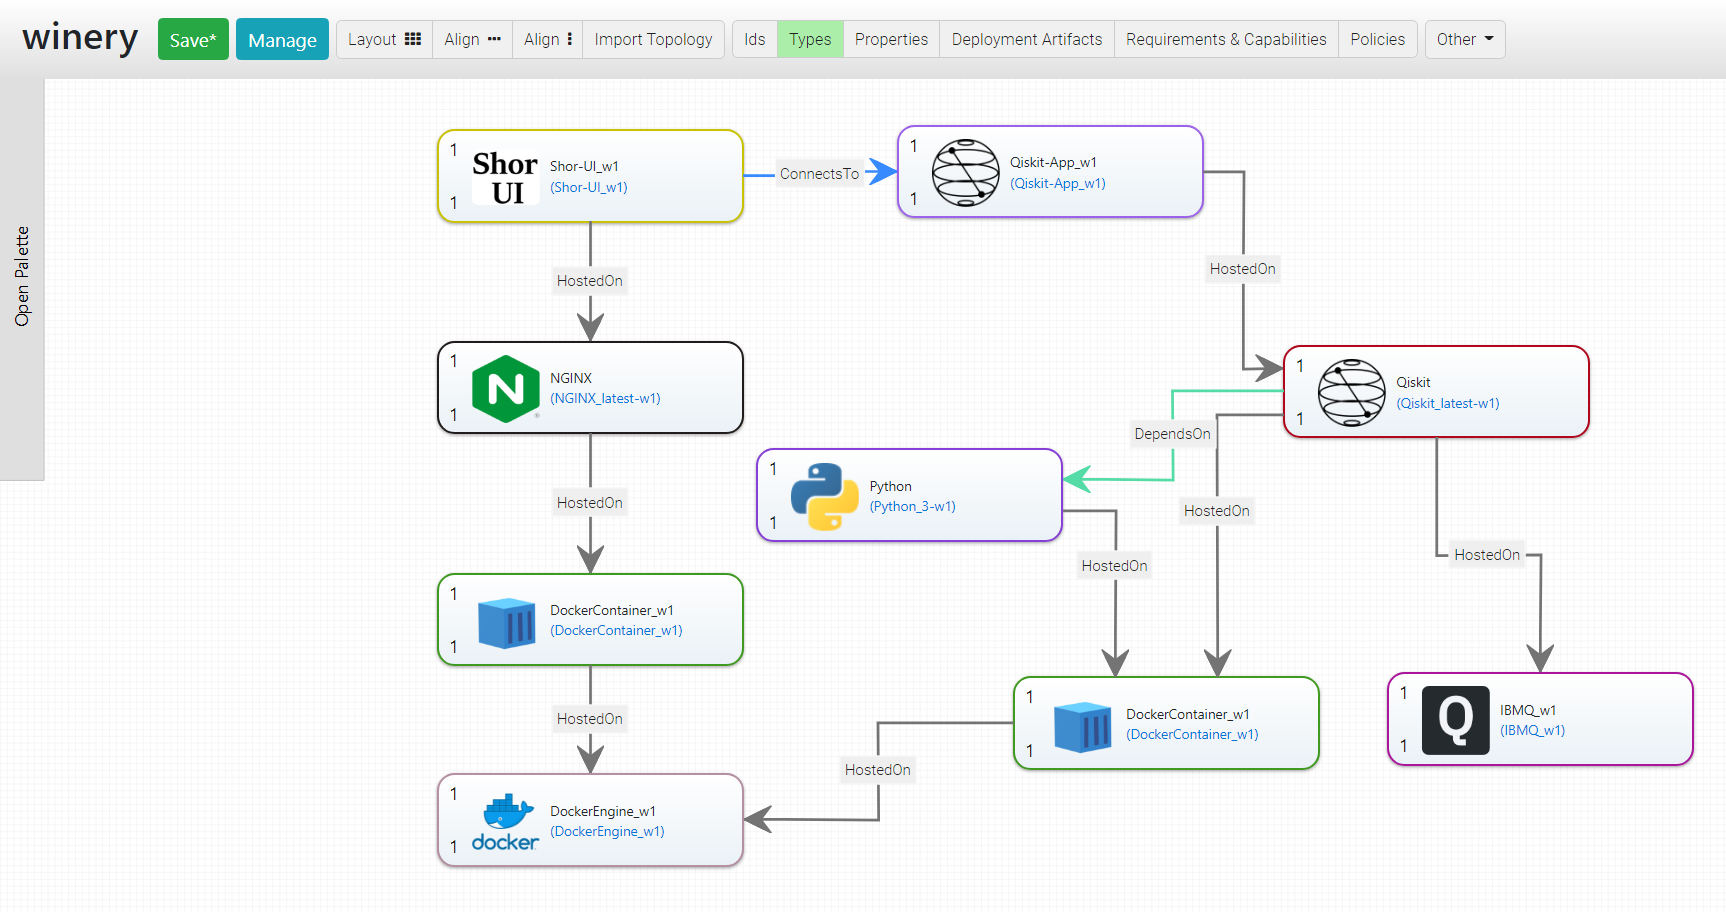 winery
Save*
Manage
Layout
Align
Align
Import Topology
Ids
Types
Properties
Deployment Artifacts
Requirements & Capabilities
Policies
Other
Open Palette
1
1
Shor
UI
Shor-UI_w1
(Shor-UI_w1)
ConnectsTo
1
1
Qiskit-App_w1
(Qiskit-App_w1)
HostedOn
HostedOn
1
1
N
NGINX
(NGINX_latest-w1)
1
1
Qiskit
(Qiskit_latest-w1)
DependsOn
1
1
Python
(Python_3-w1)
HostedOn
HostedOn
HostedOn
HostedOn
1
1
DockerContainer_w1
(DockerContainer_w1)
1
1
DockerContainer_w1
(DockerContainer_w1)
1
1
Q
IBMQ_w1
(IBMQ_w1)
HostedOn
HostedOn
1
1
docker
DockerEngine_w1
(DockerEngine_w1)